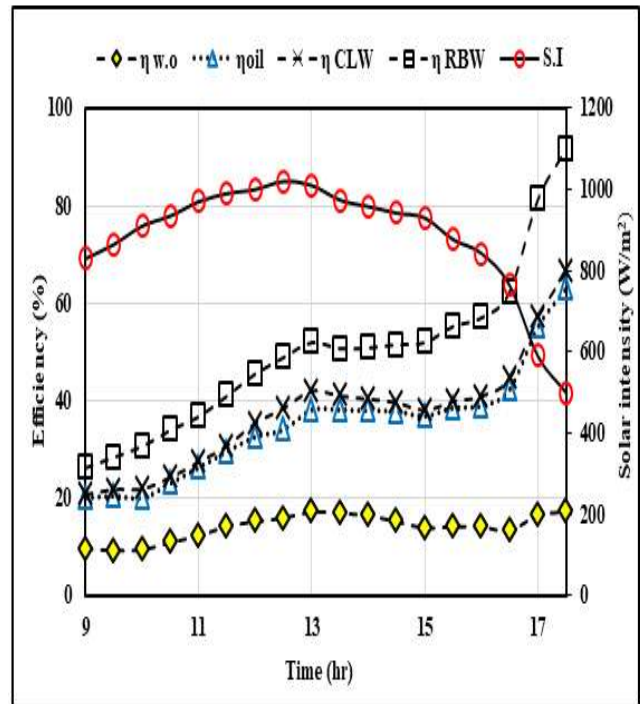 η w.o ηoil η CLW η RBW S.I
100 1200
80 1000
60 800
40 600
20 400
0 200
0
Efficiency (%)
Solar intensity (W/m²)
9 11 13 15 17
Time (hr)